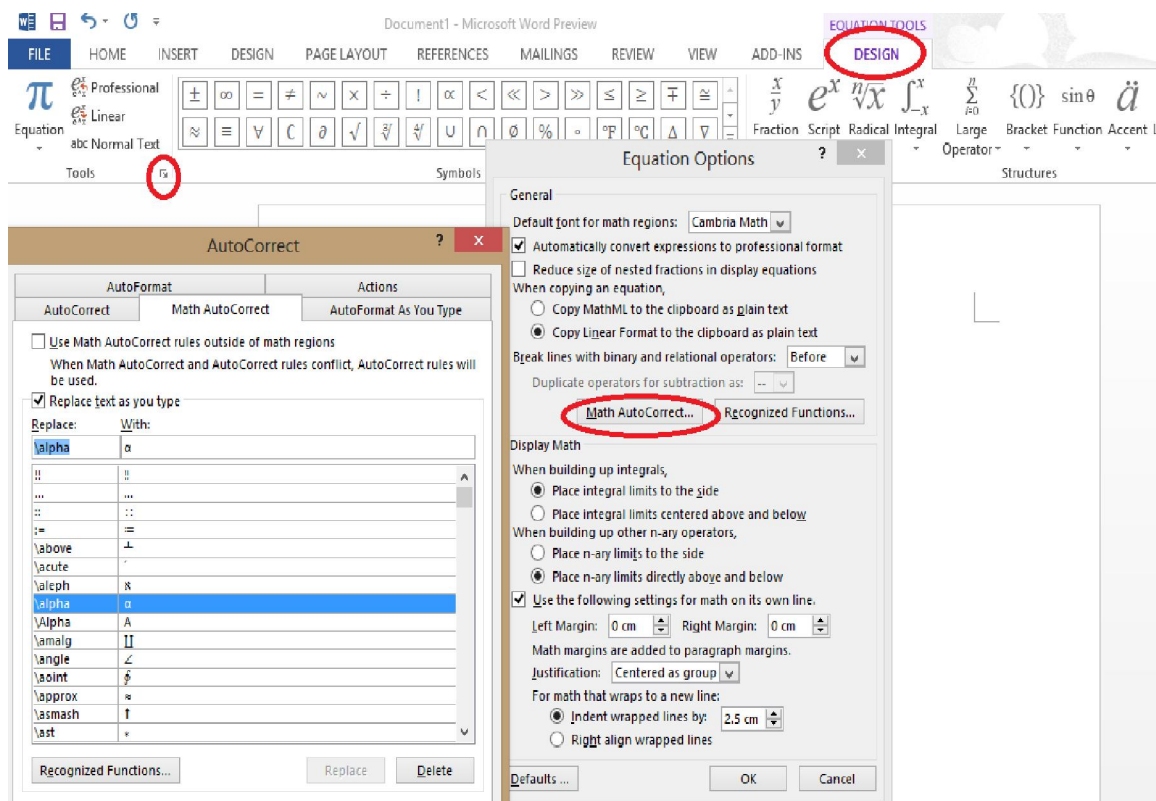 Document1 - Microsoft Word Preview
EQUATION TOOLS
FILE HOME INSERT DESIGN PAGE LAYOUT REFERENCES MAILINGS REVIEW VIEW ADD-INS DESIGN
π Equation
Professional
Linear
abc Normal Text
± ∞ = ≠ ~ × ÷ ! ∝ < ≪ > ≫ ≤ ≥ ∓ ≅
≈ ≡ ∀ ∁ ∂ √ ∛ ∜ ∪ ∩ ∅ % ° °F °C ∆ ∇
x/y Fraction
eˣ Script
ⁿ√x Radical
∫ x -x Integral
n Σ i=0 Large Operator
{()} Bracket
sin θ Function
ä Accent
L
Tools
Symbols
Structures
Equation Options ? x
General
Default font for math regions: Cambria Math
Automatically convert expressions to professional format
Reduce size of nested fractions in display equations
When copying an equation,
Copy MathML to the clipboard as plain text
Copy Linear Format to the clipboard as plain text
Break lines with binary and relational operators: Before
Duplicate operators for subtraction as: --
Math AutoCorrect... Recognized Functions...
Display Math
When building up integrals,
Place integral limits to the side
Place integral limits centered above and below
When building up other n-ary operators,
Place n-ary limits to the side
Place n-ary limits directly above and below
Use the following settings for math on its own line.
Left Margin: 0 cm Right Margin: 0 cm
Math margins are added to paragraph margins.
Justification: Centered as group
For math that wraps to a new line:
Indent wrapped lines by: 2.5 cm
Right align wrapped lines
Defaults ... OK Cancel
AutoCorrect ? x
AutoFormat Actions
AutoCorrect Math AutoCorrect AutoFormat As You Type
Use Math AutoCorrect rules outside of math regions
When Math AutoCorrect and AutoCorrect rules conflict, AutoCorrect rules will
be used.
Replace text as you type
Replace: With:
\alpha α
!! ‼
... …
:: ∷
:= ≔
\above ┴
\acute ´
\aleph ℵ
\alpha α
\Alpha Α
\amalg ∐
\angle ∠
\aoint ∳
\approx ≈
\asmash ↑
\ast ∗
Recognized Functions... Replace Delete